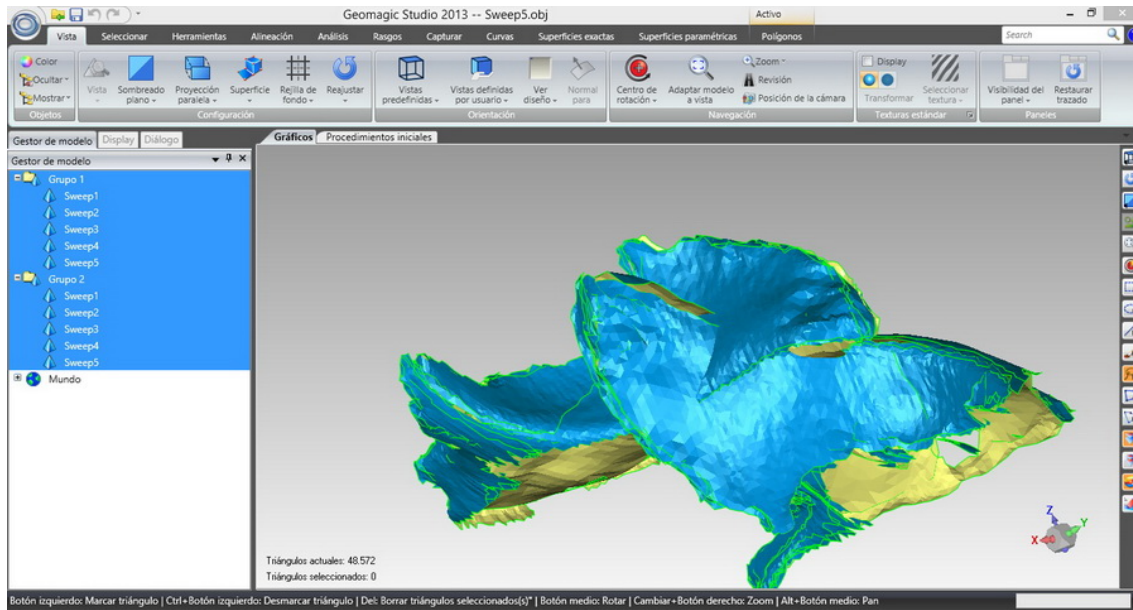 Geomagic Studio 2013 -- Sweep5.obj
Activo
Vista Seleccionar Herramientas Alineación Análisis Rasgos Capturar Curvas Superficies exactas Superficies paramétricas Polígonos
Search
Color
Ocultar
Mostrar
Objetos
Vista
Sombreado plano
Proyección paralela
Superficie
Rejilla de fondo
Reajustar
Configuración
Vistas predefinidas
Vistas definidas por usuario
Ver diseño
Normal para
Orientación
Centro de rotación
Adaptar modelo a vista
Zoom
Revisión
Posición de la cámara
Navegación
Display
Transformar
Seleccionar textura
Texturas estándar
Visibilidad del panel
Restaurar trazado
Paneles
Gestor de modelo Display Diálogo
Gráficos Procedimientos iniciales
Gestor de modelo
Grupo 1
Sweep1
Sweep2
Sweep3
Sweep4
Sweep5
Grupo 2
Sweep1
Sweep2
Sweep3
Sweep4
Sweep5
Mundo
Z
Y
X
Triángulos actuales: 48.572
Triángulos seleccionados: 0
Botón izquierdo: Marcar triángulo | Ctrl+Botón izquierdo: Desmarcar triángulo | Del: Borrar triángulos seleccionados(s)" | Botón medio: Rotar | Cambiar+Botón derecho: Zoom | Alt+Botón medio: Pan